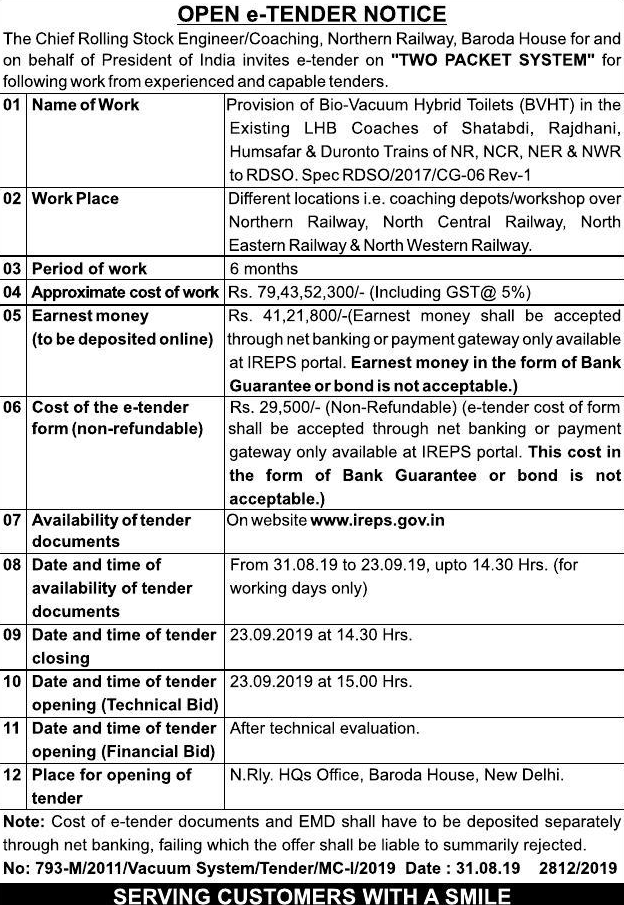 OPEN e-TENDER NOTICE
The Chief Rolling Stock Engineer/Coaching, Northern Railway, Baroda House for and
on behalf of President of India invites e-tender on "TWO PACKET SYSTEM" for
following work from experienced and capable tenders.
01 Name of Work Provision of Bio-Vacuum Hybrid Toilets (BVHT) in the
Existing LHB Coaches of Shatabdi, Rajdhani,
Humsafar & Duronto Trains of NR, NCR, NER & NWR
to RDSO. Spec RDSO/2017/CG-06 Rev-1
02 Work Place Different locations i.e. coaching depots/workshop over
Northern Railway, North Central Railway, North
Eastern Railway & North Western Railway.
03 Period of work 6 months
04 Approximate cost of work Rs. 79,43,52,300/- (Including GST@ 5%)
05 Earnest money Rs. 41,21,800/-(Earnest money shall be accepted
(to be deposited online) through net banking or payment gateway only available
at IREPS portal. Earnest money in the form of Bank
Guarantee or bond is not acceptable.)
06 Cost of the e-tender Rs. 29,500/- (Non-Refundable) (e-tender cost of form
form (non-refundable) shall be accepted through net banking or payment
gateway only available at IREPS portal. This cost in
the form of Bank Guarantee or bond is not
acceptable.)
07 Availability of tender On website www.ireps.gov.in
documents
08 Date and time of From 31.08.19 to 23.09.19, upto 14.30 Hrs. (for
availability of tender working days only)
documents
09 Date and time of tender 23.09.2019 at 14.30 Hrs.
closing
10 Date and time of tender 23.09.2019 at 15.00 Hrs.
opening (Technical Bid)
11 Date and time of tender After technical evaluation.
opening (Financial Bid)
12 Place for opening of N.Rly. HQs Office, Baroda House, New Delhi.
tender
Note: Cost of e-tender documents and EMD shall have to be deposited separately
through net banking, failing which the offer shall be liable to summarily rejected.
No: 793-M/2011/Vacuum System/Tender/MC-I/2019 Date : 31.08.19 2812/2019
SERVING CUSTOMERS WITH A SMILE